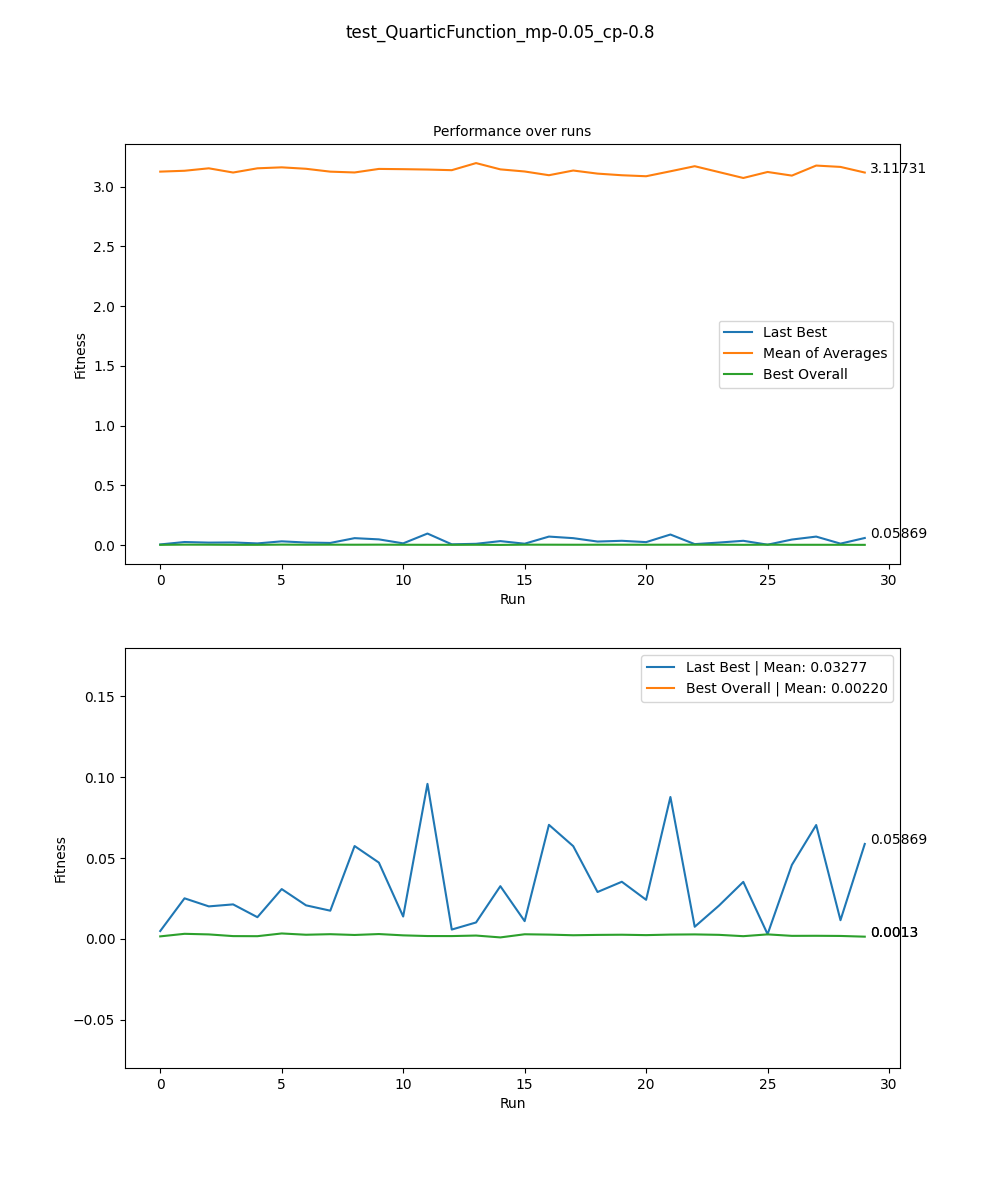 test_QuarticFunction_mp-0.05_cp-0.8
Performance over runs
3.0
2.5
2.0
1.5
1.0
0.5
0.0
Fitness
3.11731
Last Best
Mean of Averages
Best Overall
0.05869
0 5 10 15 20 25 30
Run
Last Best | Mean: 0.03277
Best Overall | Mean: 0.00220
0.15
0.10
0.05
0.00
−0.05
Fitness
0.05869
0.0013
0 5 10 15 20 25 30
Run